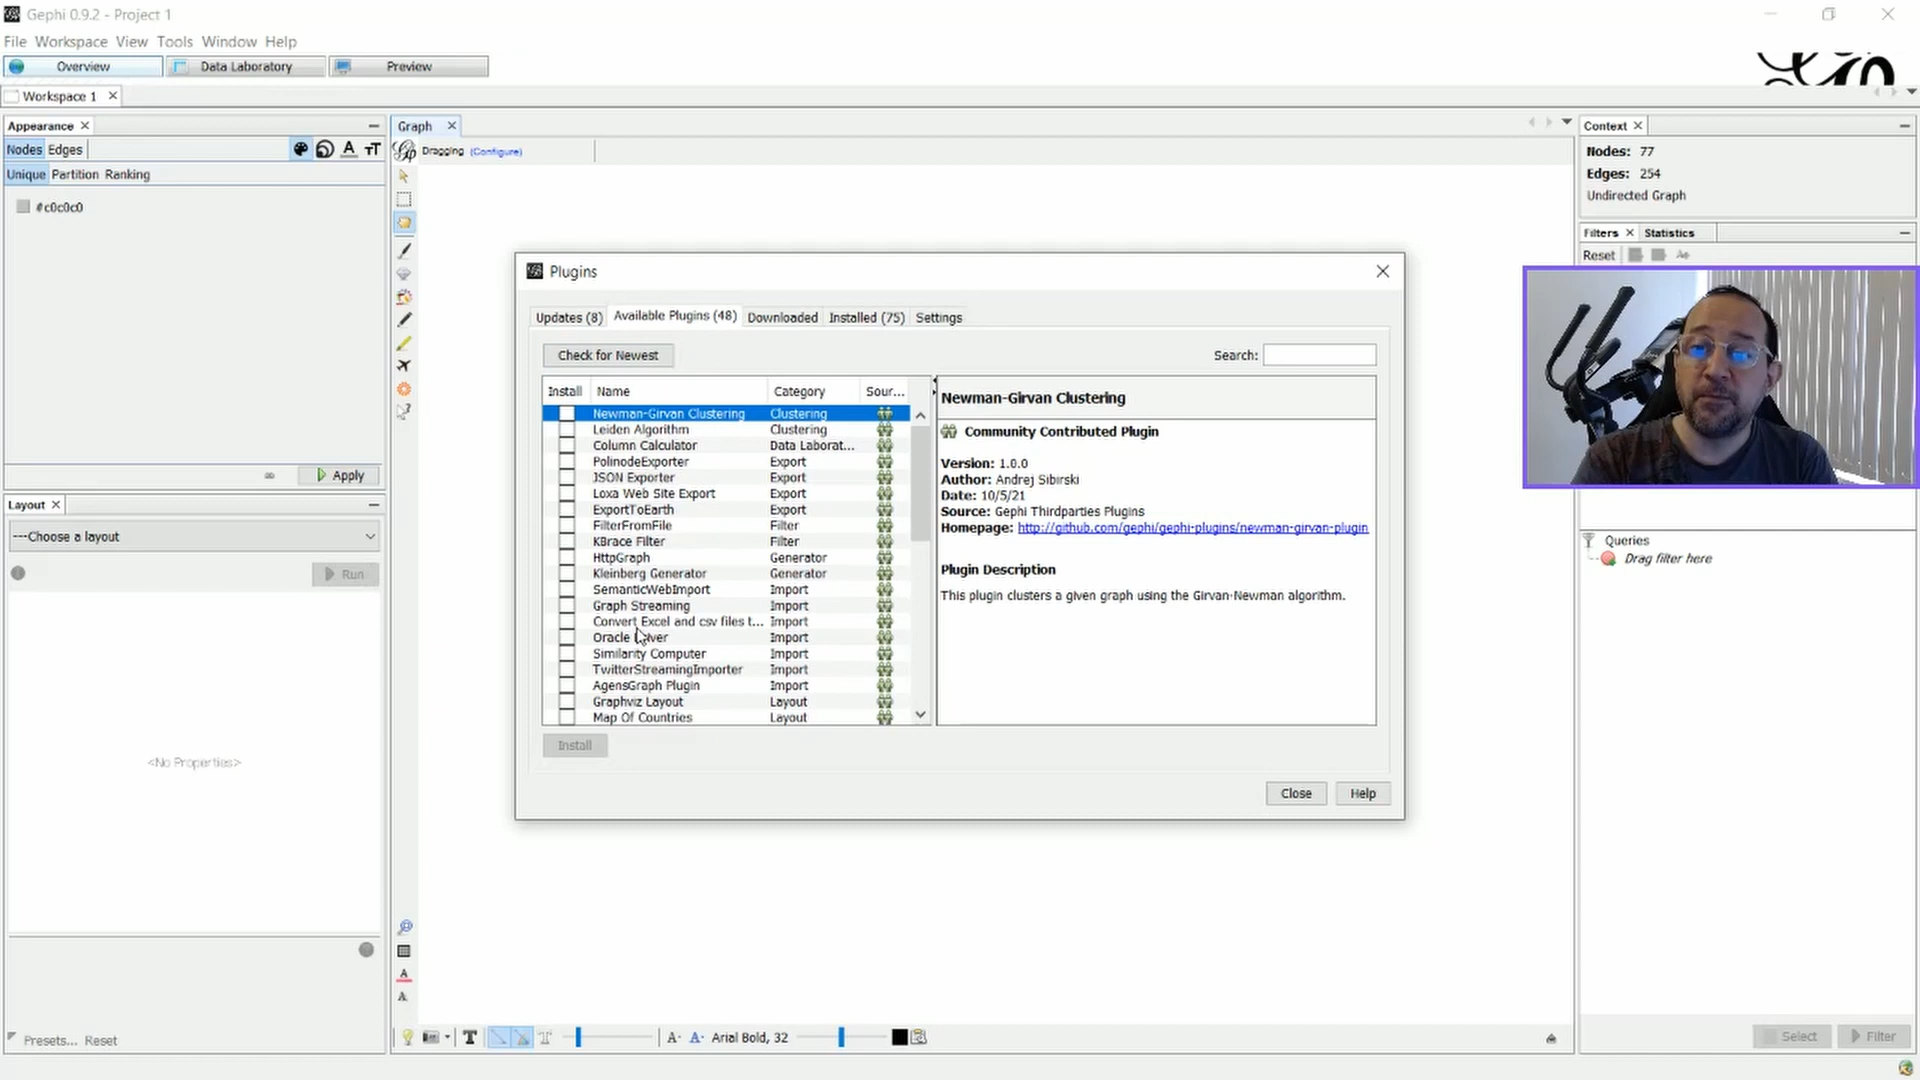 Gephi 0.9.2 - Project 1
File Workspace View Tools Window Help
Overview Data Laboratory Preview
Workspace 1
Appearance
Nodes Edges
Unique Partition Ranking
#c0c0c0
Apply
Layout
---Choose a layout
Run
<No Properties>
Presets... Reset
Graph
Dragging (Configure)
Plugins
Updates (8) Available Plugins (48) Downloaded Installed (75) Settings
Check for Newest Search:
Install Name Category Sour...
Newman-Girvan Clustering Clustering
Leiden Algorithm Clustering
Column Calculator Data Laborat...
PolinodeExporter Export
JSON Exporter Export
Loxa Web Site Export Export
ExportToEarth Export
FilterFromFile Filter
KBrace Filter Filter
HttpGraph Generator
Kleinberg Generator Generator
SemanticWebImport Import
Graph Streaming Import
Convert Excel and csv files t... Import
Oracle Import
Similarity Computer Import
TwitterStreamingImporter Import
AgensGraph Plugin Import
Graphviz Layout Layout
Map Of Countries Layout
Install
Newman-Girvan Clustering
Community Contributed Plugin
Version: 1.0.0
Author: Andrej Sibirski
Date: 10/5/21
Source: Gephi Thirdparties Plugins
Homepage: http://github.com/gephi/gephi-plugins/newman-girvan-plugin
Plugin Description
This plugin clusters a given graph using the Girvan-Newman algorithm.
Close Help
Arial Bold, 32
Context
Nodes: 77
Edges: 254
Undirected Graph
Filters Statistics
Reset
Queries
Drag filter here
Select Filter